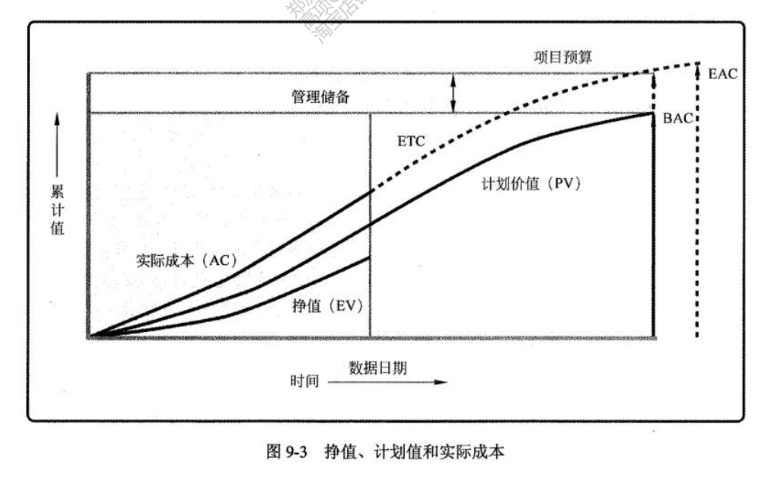 项目预算
EAC
管理储备
BAC
ETC
累计值
计划价值（PV）
实际成本（AC）
挣值（EV）
数据日期
时间
图 9-3 挣值、计划值和实际成本